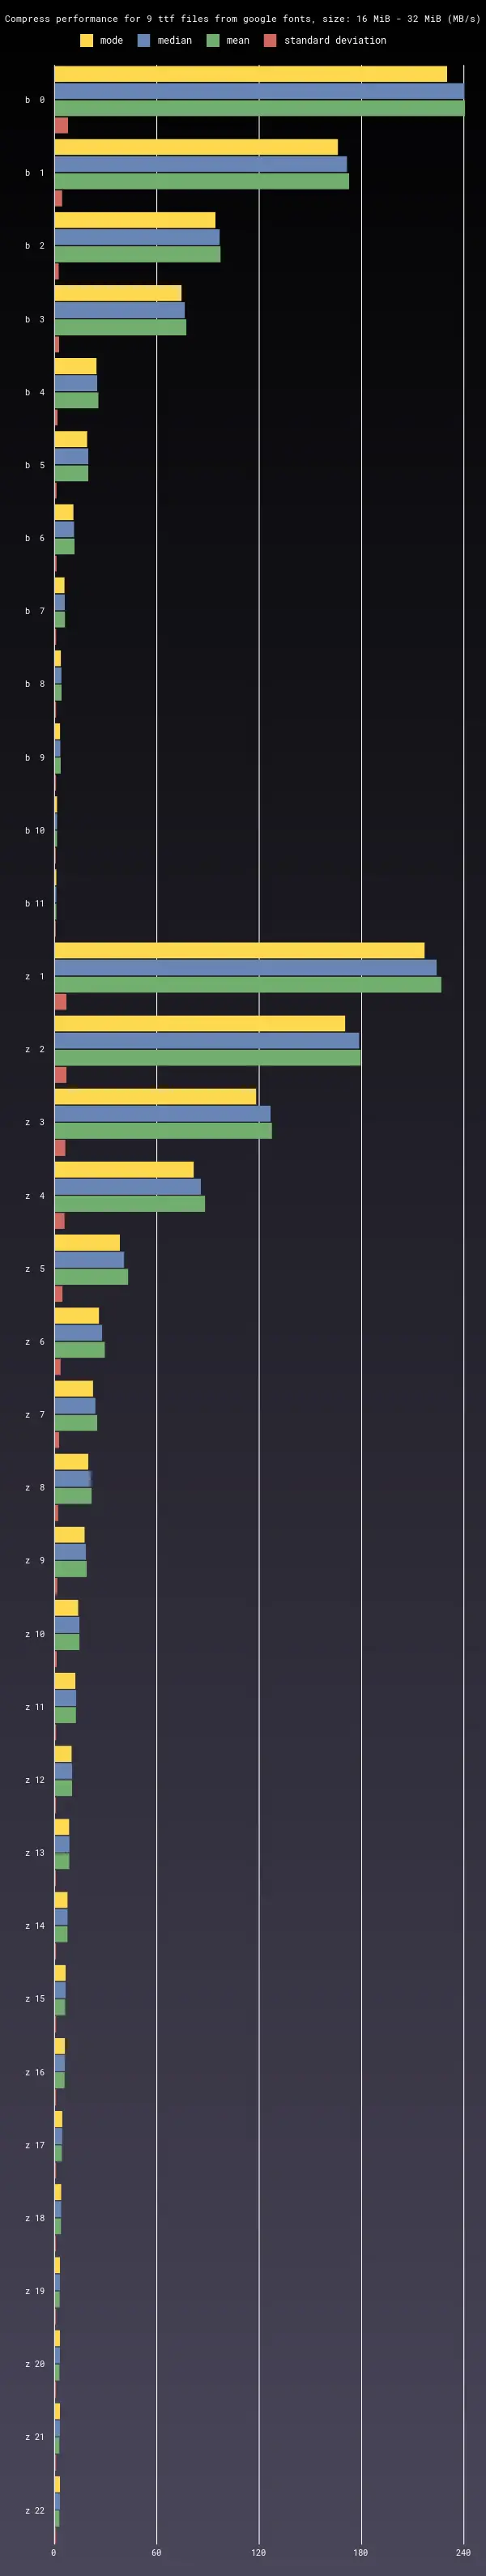 Compress performance for 9 ttf files from google fonts, size: 16 MiB - 32 MiB (MB/s)
mode median mean standard deviation
b 0
b 1
b 2
b 3
b 4
b 5
b 6
b 7
b 8
b 9
b 10
b 11
z 1
z 2
z 3
z 4
z 5
z 6
z 7
z 8
z 9
z 10
z 11
z 12
z 13
z 14
z 15
z 16
z 17
z 18
z 19
z 20
z 21
z 22
0 60 120 180 240